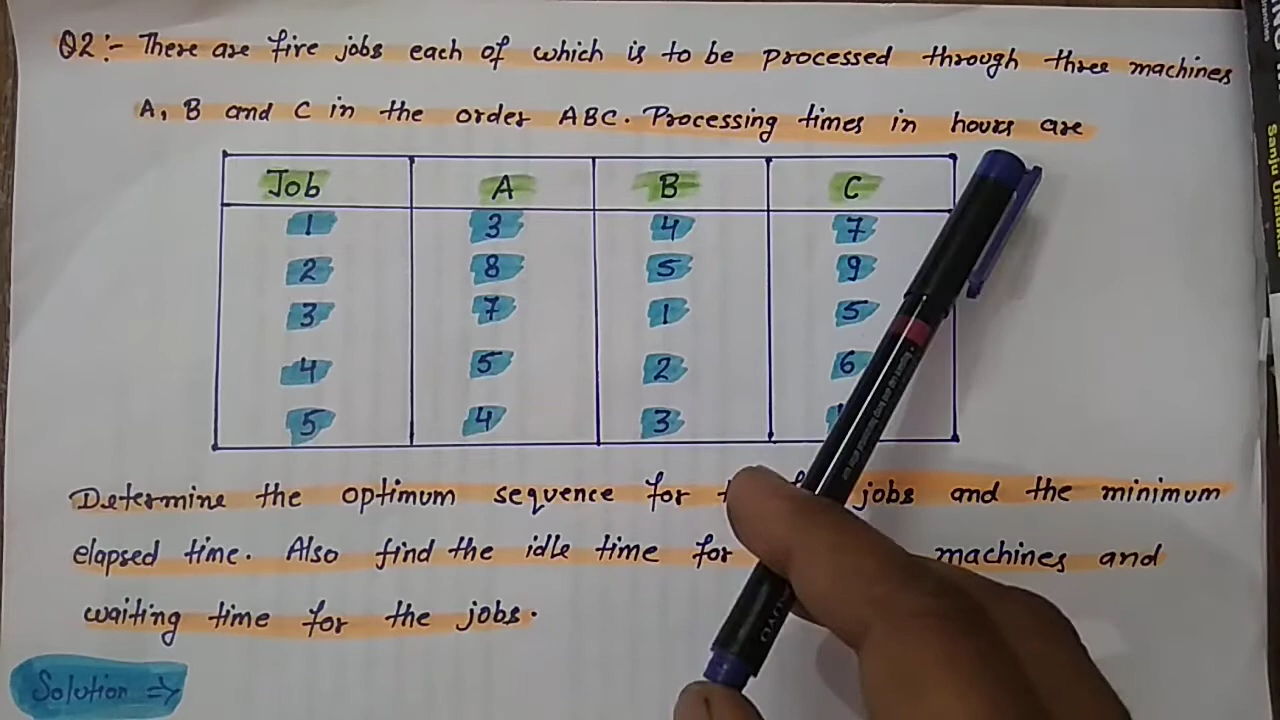 Q2:- There are five jobs each of which is to be processed through three machines
A, B and C in the order ABC. Processing times in hours are
Job A B C
1 3 4 7
2 8 5 9
3 7 1 5
4 5 2 6
5 4 3
Determine the optimum sequence for jobs and the minimum
elapsed time. Also find the idle time for machines and
waiting time for the jobs.
Solution ⇒